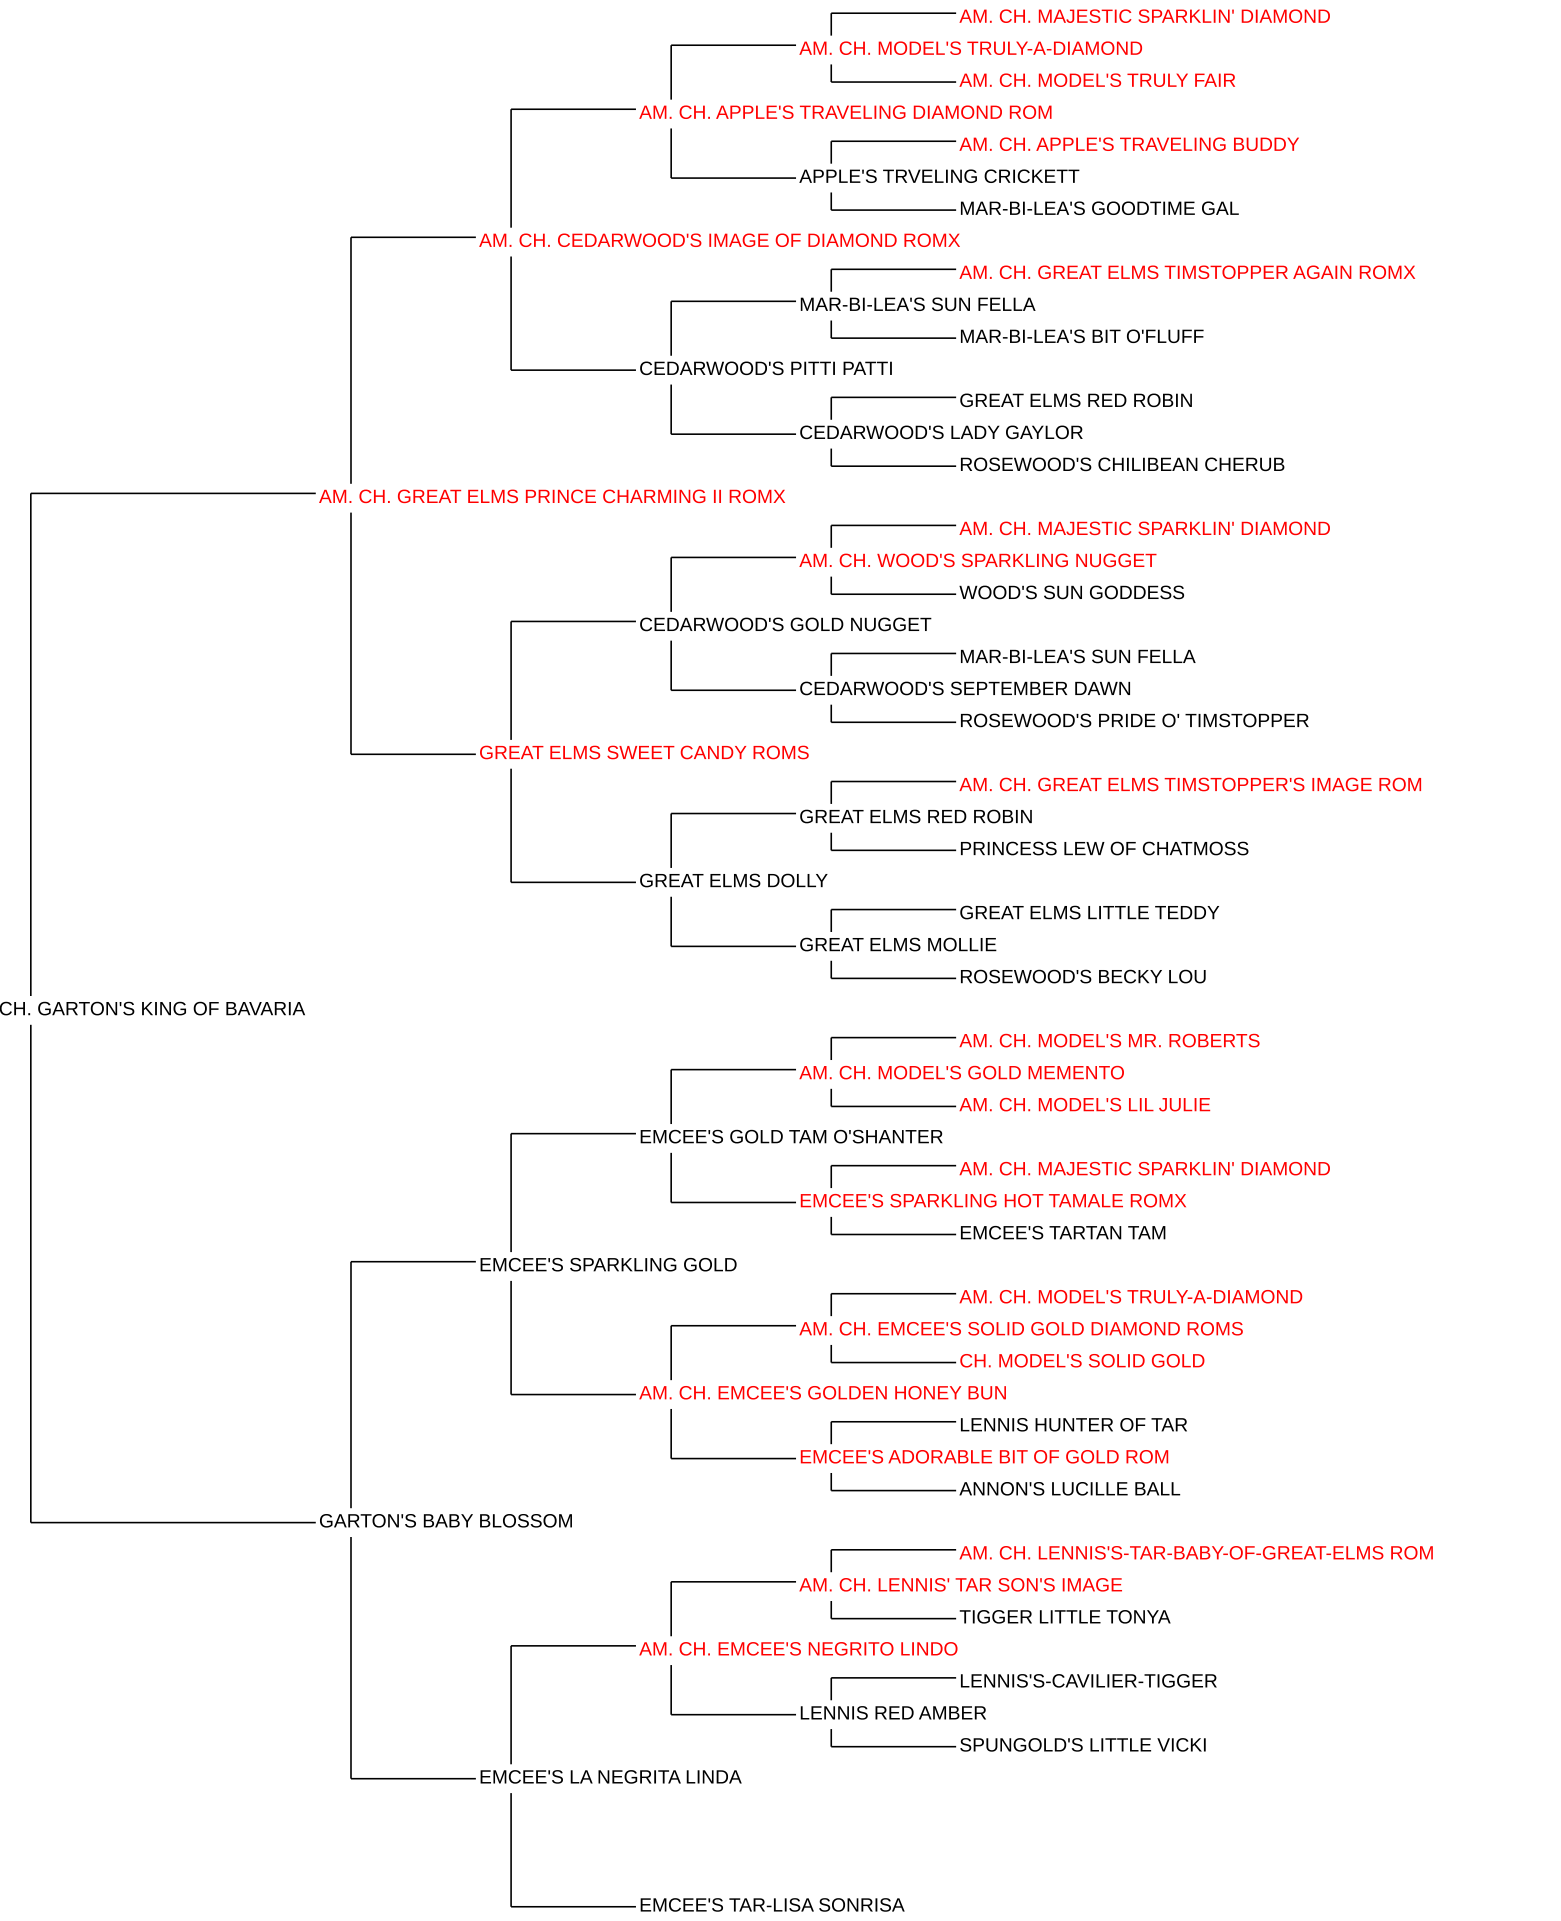 AM. CH. MAJESTIC SPARKLIN' DIAMOND
AM. CH. MODEL'S TRULY-A-DIAMOND
AM. CH. MODEL'S TRULY FAIR
AM. CH. APPLE'S TRAVELING DIAMOND ROM
AM. CH. APPLE'S TRAVELING BUDDY
APPLE'S TRVELING CRICKETT
MAR-BI-LEA'S GOODTIME GAL
AM. CH. CEDARWOOD'S IMAGE OF DIAMOND ROMX
AM. CH. GREAT ELMS TIMSTOPPER AGAIN ROMX
MAR-BI-LEA'S SUN FELLA
MAR-BI-LEA'S BIT O'FLUFF
CEDARWOOD'S PITTI PATTI
GREAT ELMS RED ROBIN
CEDARWOOD'S LADY GAYLOR
ROSEWOOD'S CHILIBEAN CHERUB
AM. CH. GREAT ELMS PRINCE CHARMING II ROMX
AM. CH. MAJESTIC SPARKLIN' DIAMOND
AM. CH. WOOD'S SPARKLING NUGGET
WOOD'S SUN GODDESS
CEDARWOOD'S GOLD NUGGET
MAR-BI-LEA'S SUN FELLA
CEDARWOOD'S SEPTEMBER DAWN
ROSEWOOD'S PRIDE O' TIMSTOPPER
GREAT ELMS SWEET CANDY ROMS
AM. CH. GREAT ELMS TIMSTOPPER'S IMAGE ROM
GREAT ELMS RED ROBIN
PRINCESS LEW OF CHATMOSS
GREAT ELMS DOLLY
GREAT ELMS LITTLE TEDDY
GREAT ELMS MOLLIE
ROSEWOOD'S BECKY LOU
CH. GARTON'S KING OF BAVARIA
AM. CH. MODEL'S MR. ROBERTS
AM. CH. MODEL'S GOLD MEMENTO
AM. CH. MODEL'S LIL JULIE
EMCEE'S GOLD TAM O'SHANTER
AM. CH. MAJESTIC SPARKLIN' DIAMOND
EMCEE'S SPARKLING HOT TAMALE ROMX
EMCEE'S TARTAN TAM
EMCEE'S SPARKLING GOLD
AM. CH. MODEL'S TRULY-A-DIAMOND
AM. CH. EMCEE'S SOLID GOLD DIAMOND ROMS
CH. MODEL'S SOLID GOLD
AM. CH. EMCEE'S GOLDEN HONEY BUN
LENNIS HUNTER OF TAR
EMCEE'S ADORABLE BIT OF GOLD ROM
ANNON'S LUCILLE BALL
GARTON'S BABY BLOSSOM
AM. CH. LENNIS'S-TAR-BABY-OF-GREAT-ELMS ROM
AM. CH. LENNIS' TAR SON'S IMAGE
TIGGER LITTLE TONYA
AM. CH. EMCEE'S NEGRITO LINDO
LENNIS'S-CAVILIER-TIGGER
LENNIS RED AMBER
SPUNGOLD'S LITTLE VICKI
EMCEE'S LA NEGRITA LINDA
EMCEE'S TAR-LISA SONRISA